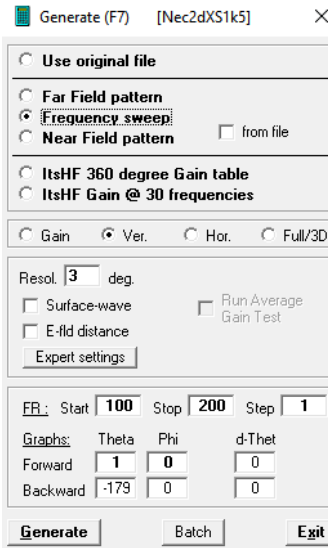 Generate (F7) [Nec2dXS1k5]
Use original file
Far Field pattern
Frequency sweep
Near Field pattern
from file
ItsHF 360 degree Gain table
ItsHF Gain @ 30 frequencies
Gain Ver. Hor. Full/3D
Resol. 3 deg.
Surface-wave
Run Average
Gain Test
E-fld distance
Expert settings
FR : Start 100 Stop 200 Step 1
Graphs: Theta Phi d-Thet
Forward 1 0 0
Backward -179 0 0
Generate Batch Exit